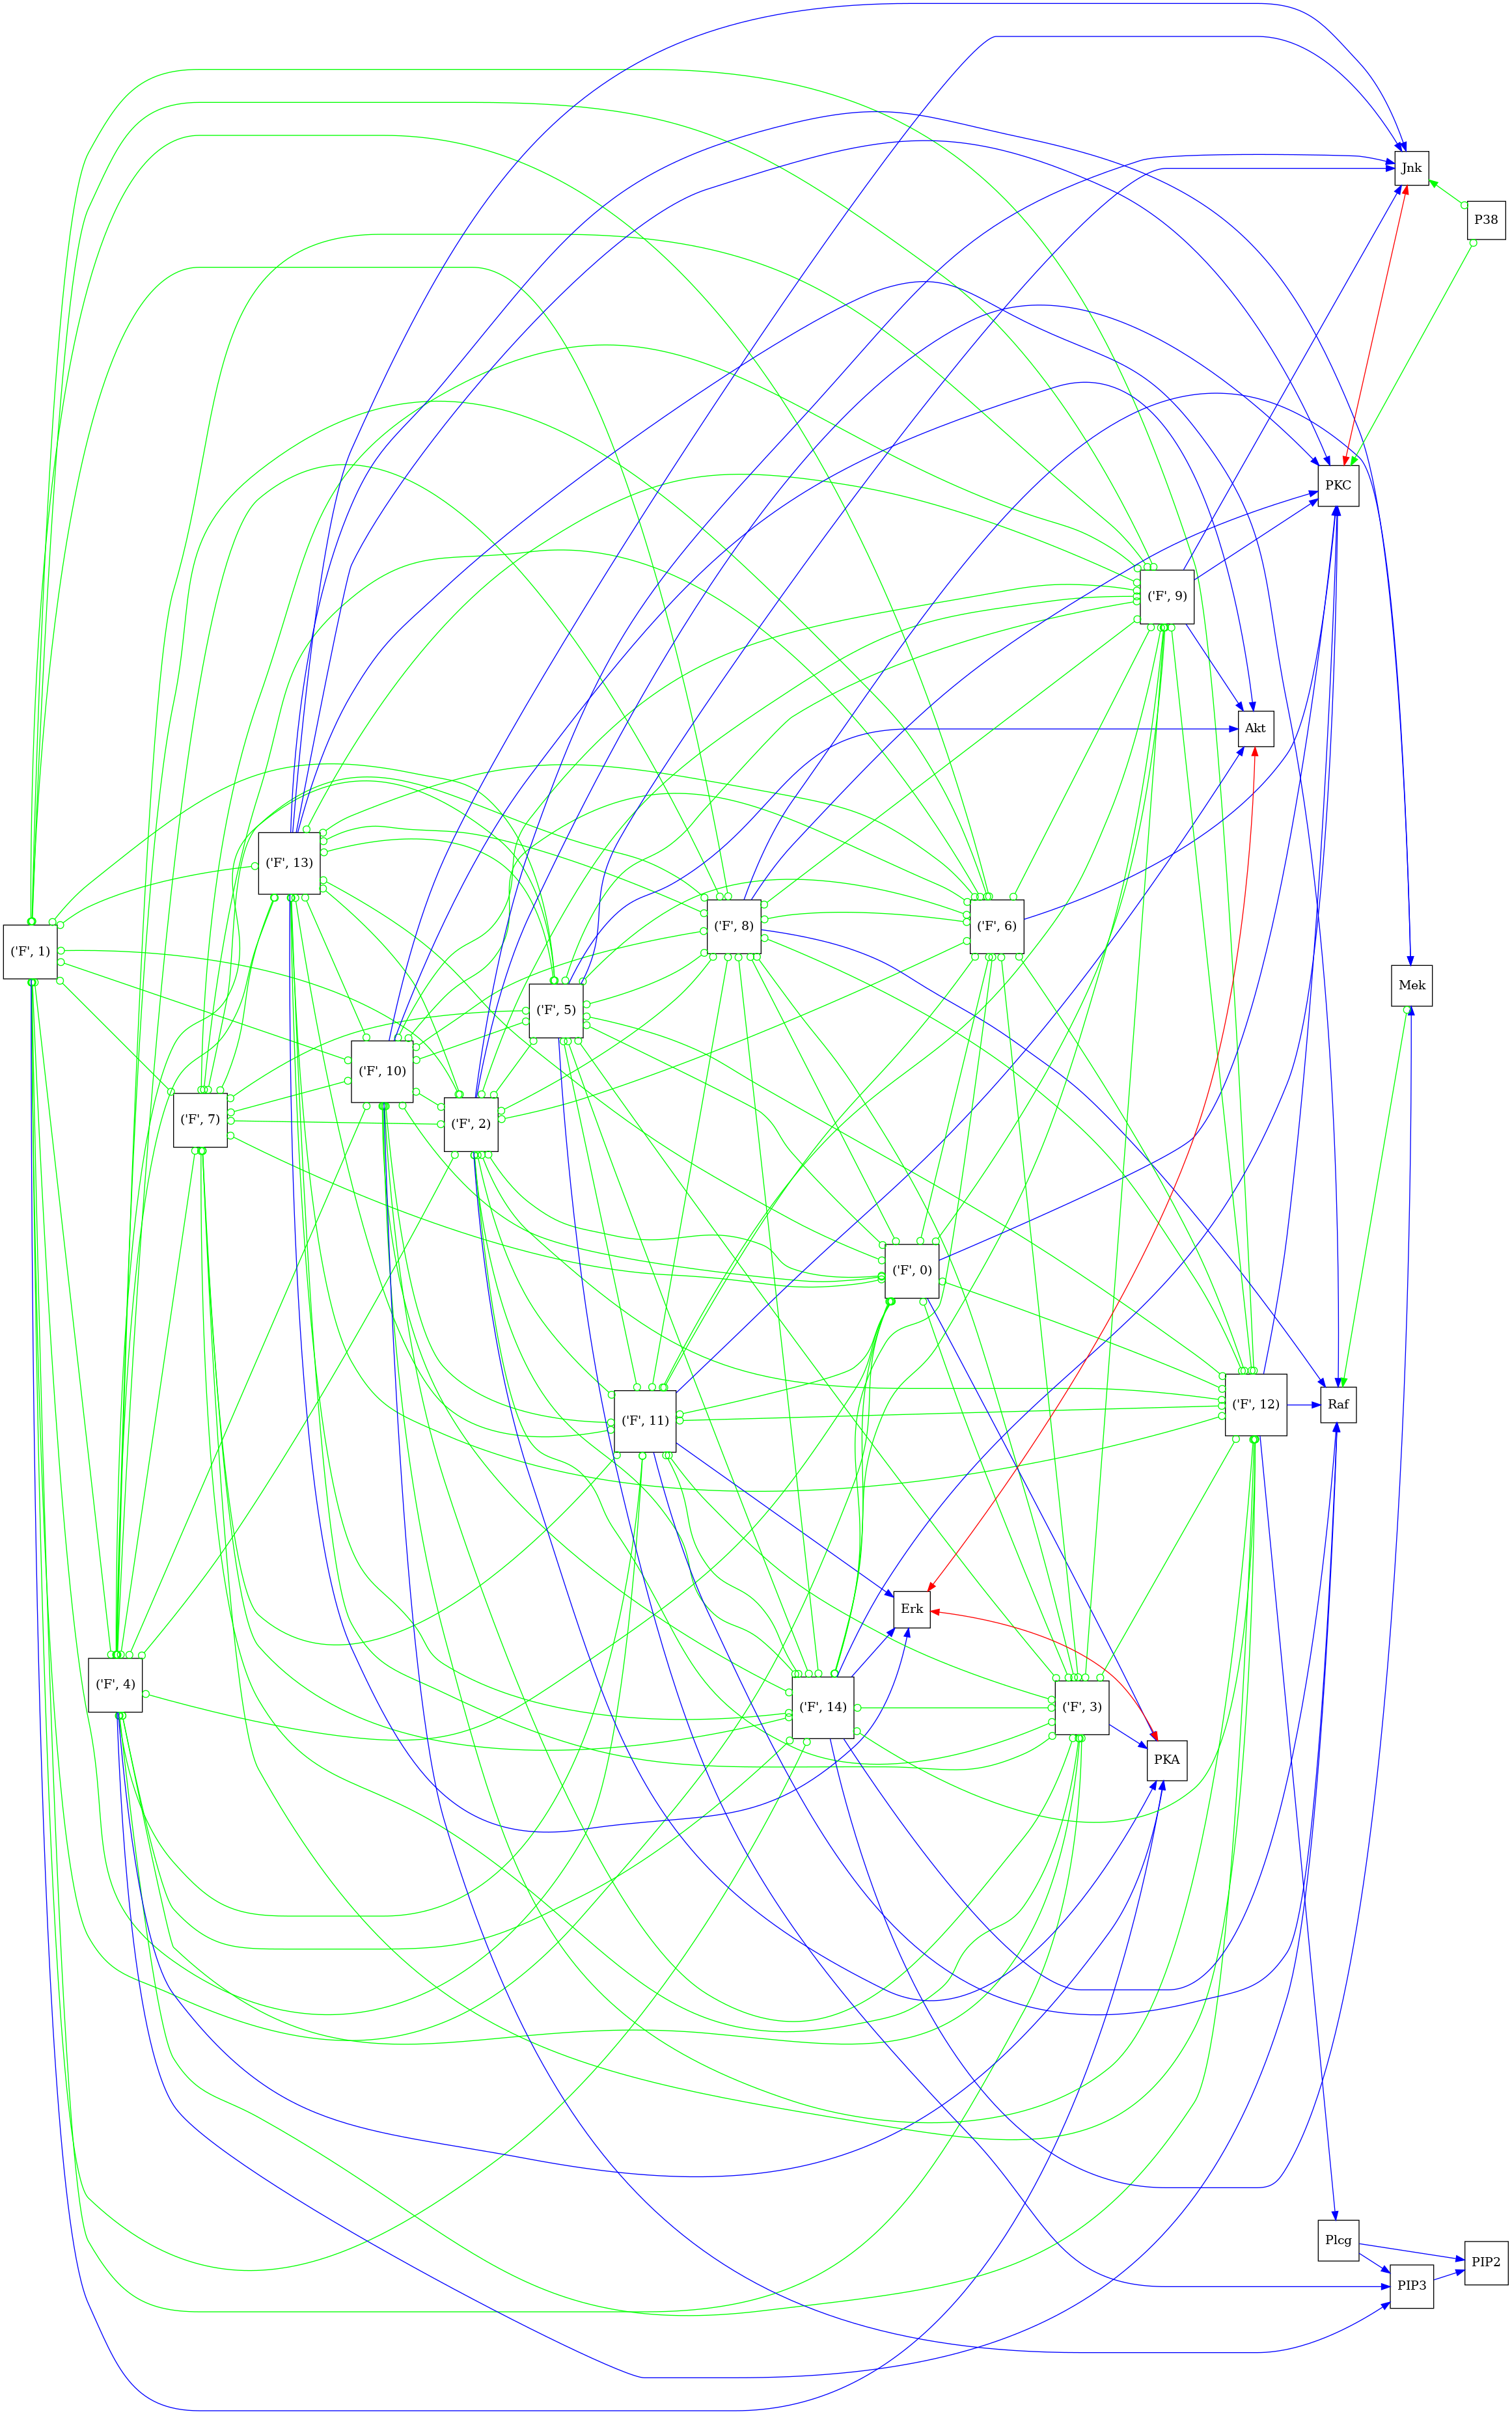 Jnk
P38
PKC
('F', 9)
Akt
('F', 13)
('F', 8)
('F', 6)
('F', 1)
Mek
('F', 5)
('F', 10)
('F', 7)
('F', 2)
('F', 0)
('F', 12)
Raf
('F', 11)
Erk
('F', 4)
('F', 14)
('F', 3)
PKA
Plcg
PIP2
PIP3